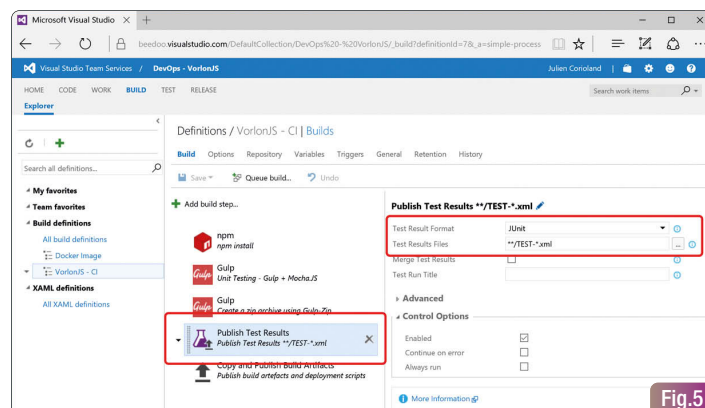 Microsoft Visual Studio
beedoo.visualstudio.com/DefaultCollection/DevOps%20-%20VorlonJS/_build?definitionId=7&_a=simple-process
Visual Studio Team Services / DevOps - VorlonJS
Julien Corioland
HOME CODE WORK BUILD TEST RELEASE
Search work items
Explorer
Definitions / VorlonJS - CI | Builds
Build Options Repository Variables Triggers General Retention History
Save Queue build... Undo
Search all definitions...
My favorites
Team favorites
Build definitions
All build definitions
Docker Image
VorlonJS - CI
XAML definitions
All XAML definitions
Add build step...
npm
npm install
Gulp
Gulp
Unit Testing - Gulp + Mocha.JS
Gulp
Gulp
Create a zip archive using Gulp-Zip
Publish Test Results
Publish Test Results **/TEST-*.xml
Copy and Publish Build Artifacts
Publish build artefacts and deployment scripts
Publish Test Results **/TEST-*.xml
Test Result Format JUnit
Test Results Files **/TEST-*.xml ...
Merge Test Results
Test Run Title
Advanced
Control Options
Enabled
Continue on error
Always run
More Information
Fig.5